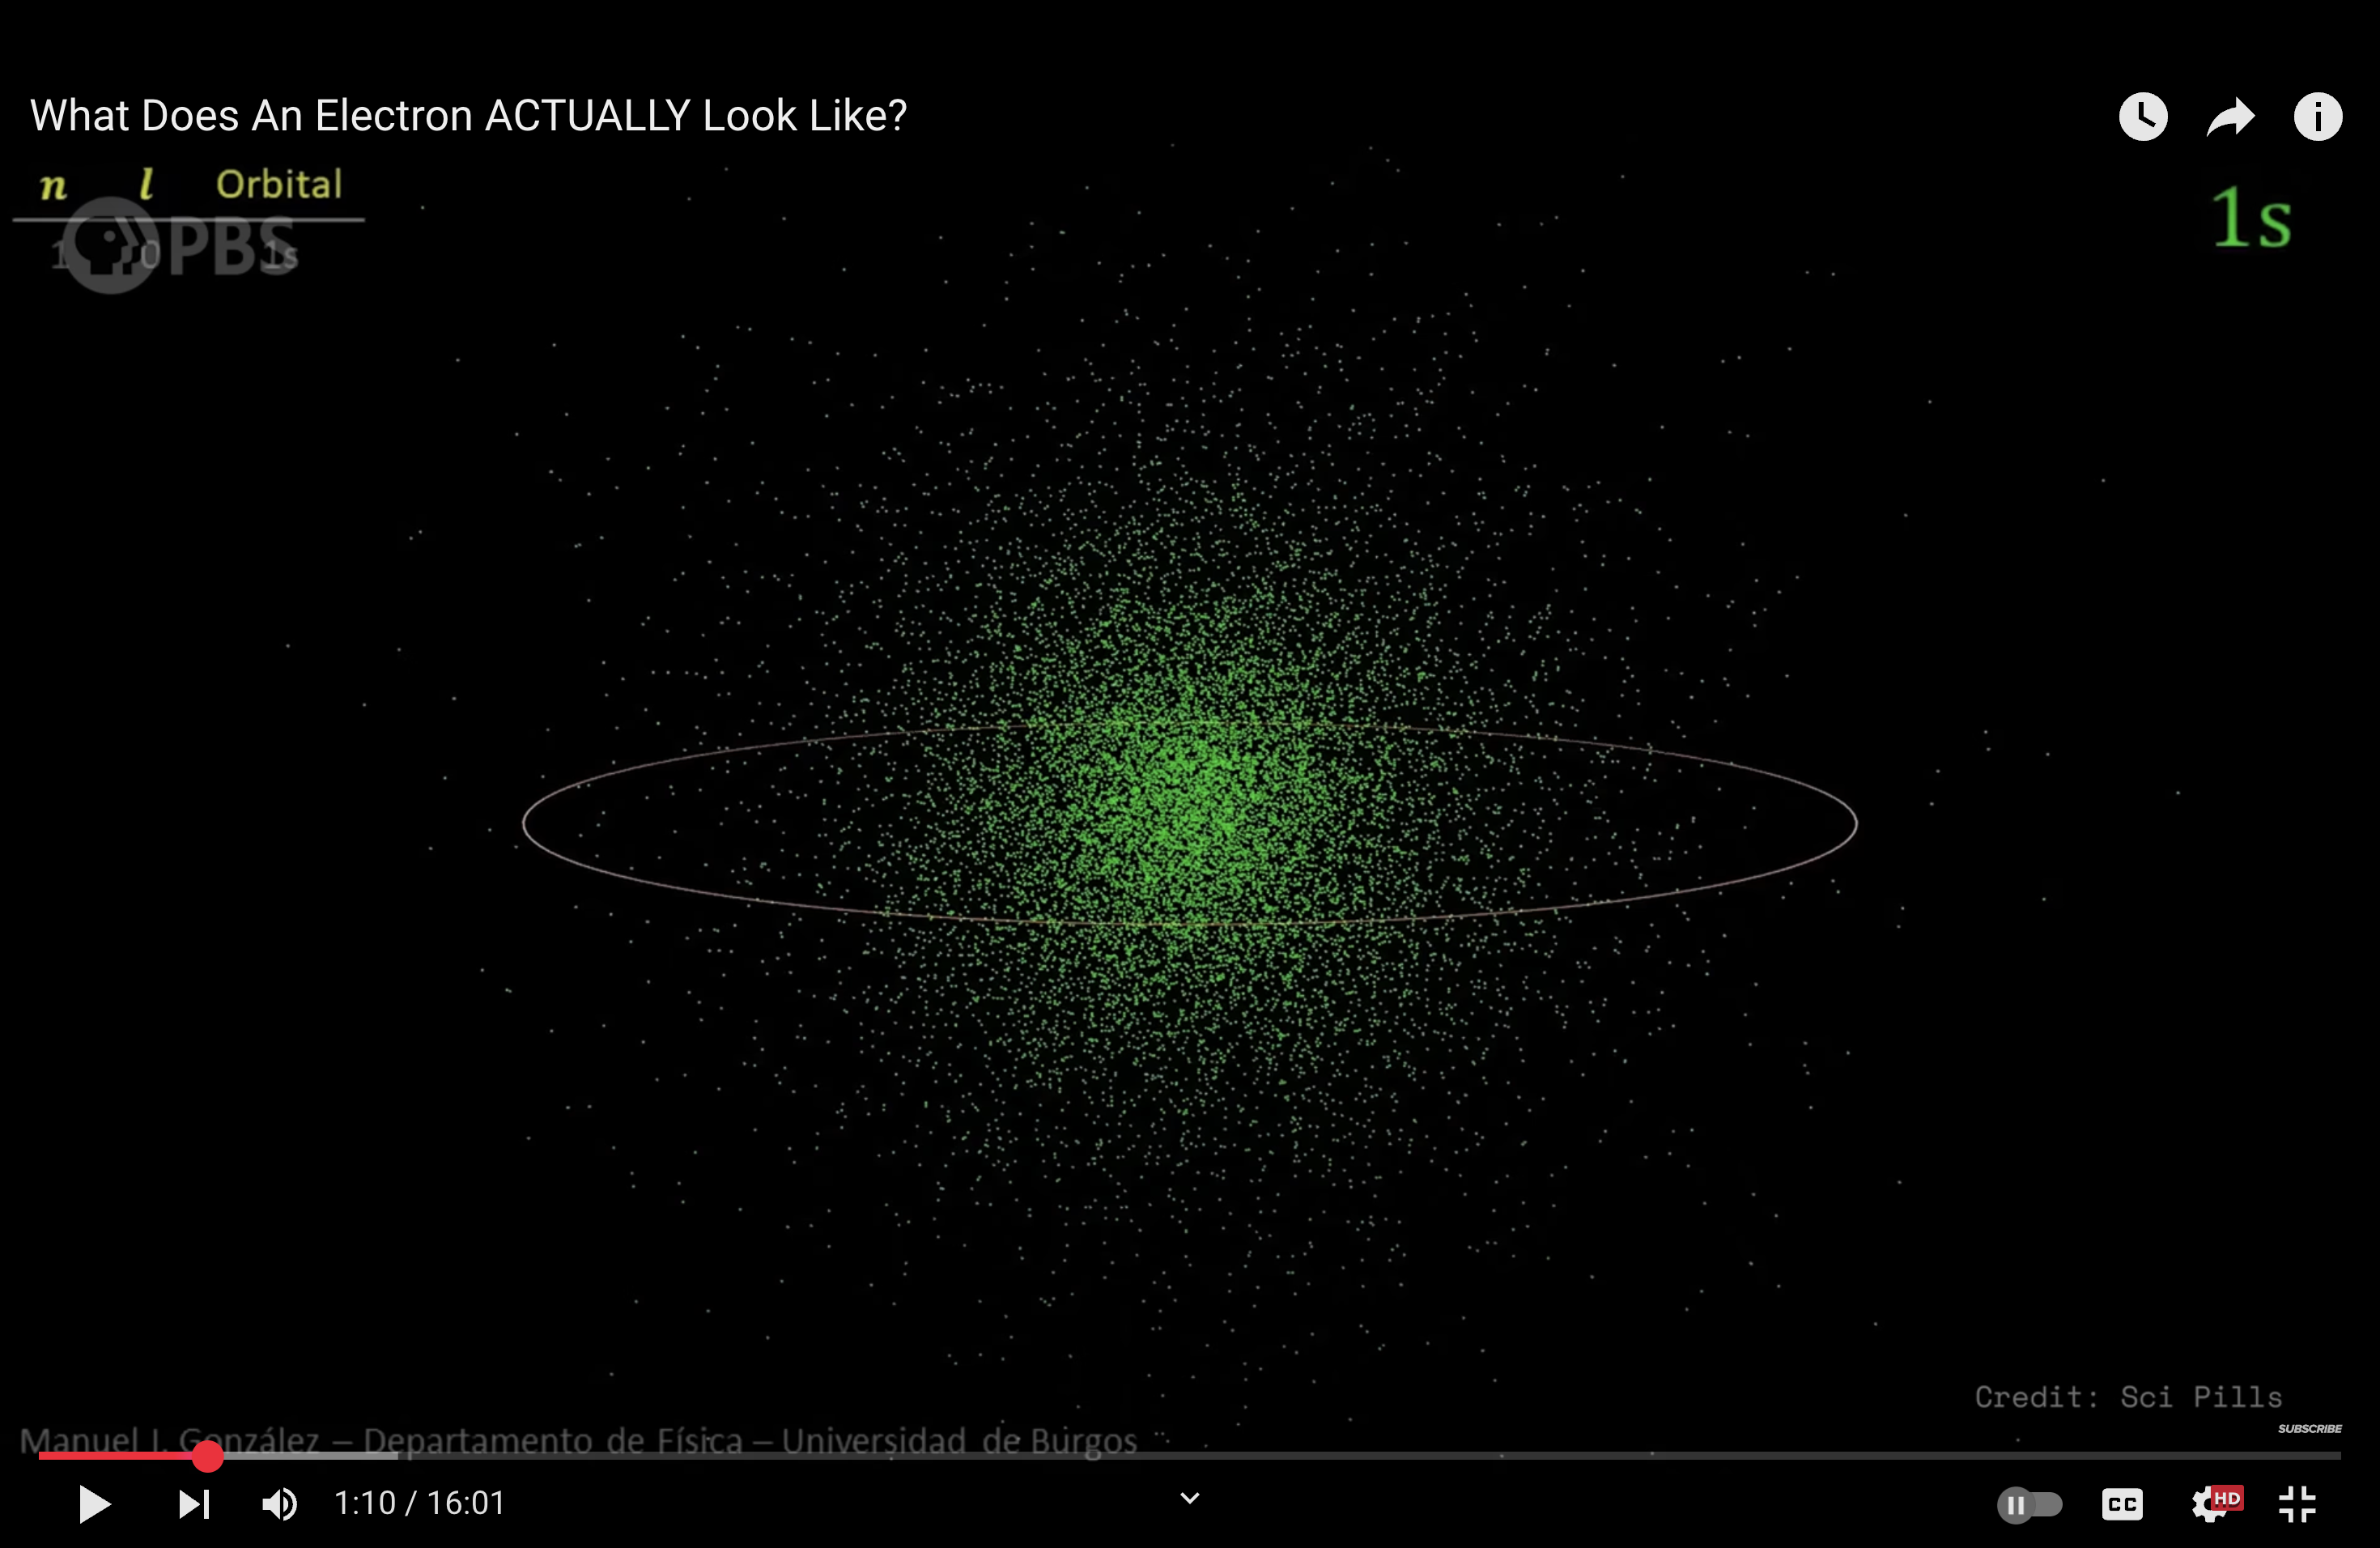 What Does An Electron ACTUALLY Look Like?
n l Orbital
1 0 1s
PBS
1s
Credit: Sci Pills
SUBSCRIBE
Manuel J. González – Departamento de Física – Universidad de Burgos
1:10 / 16:01
CC
HD